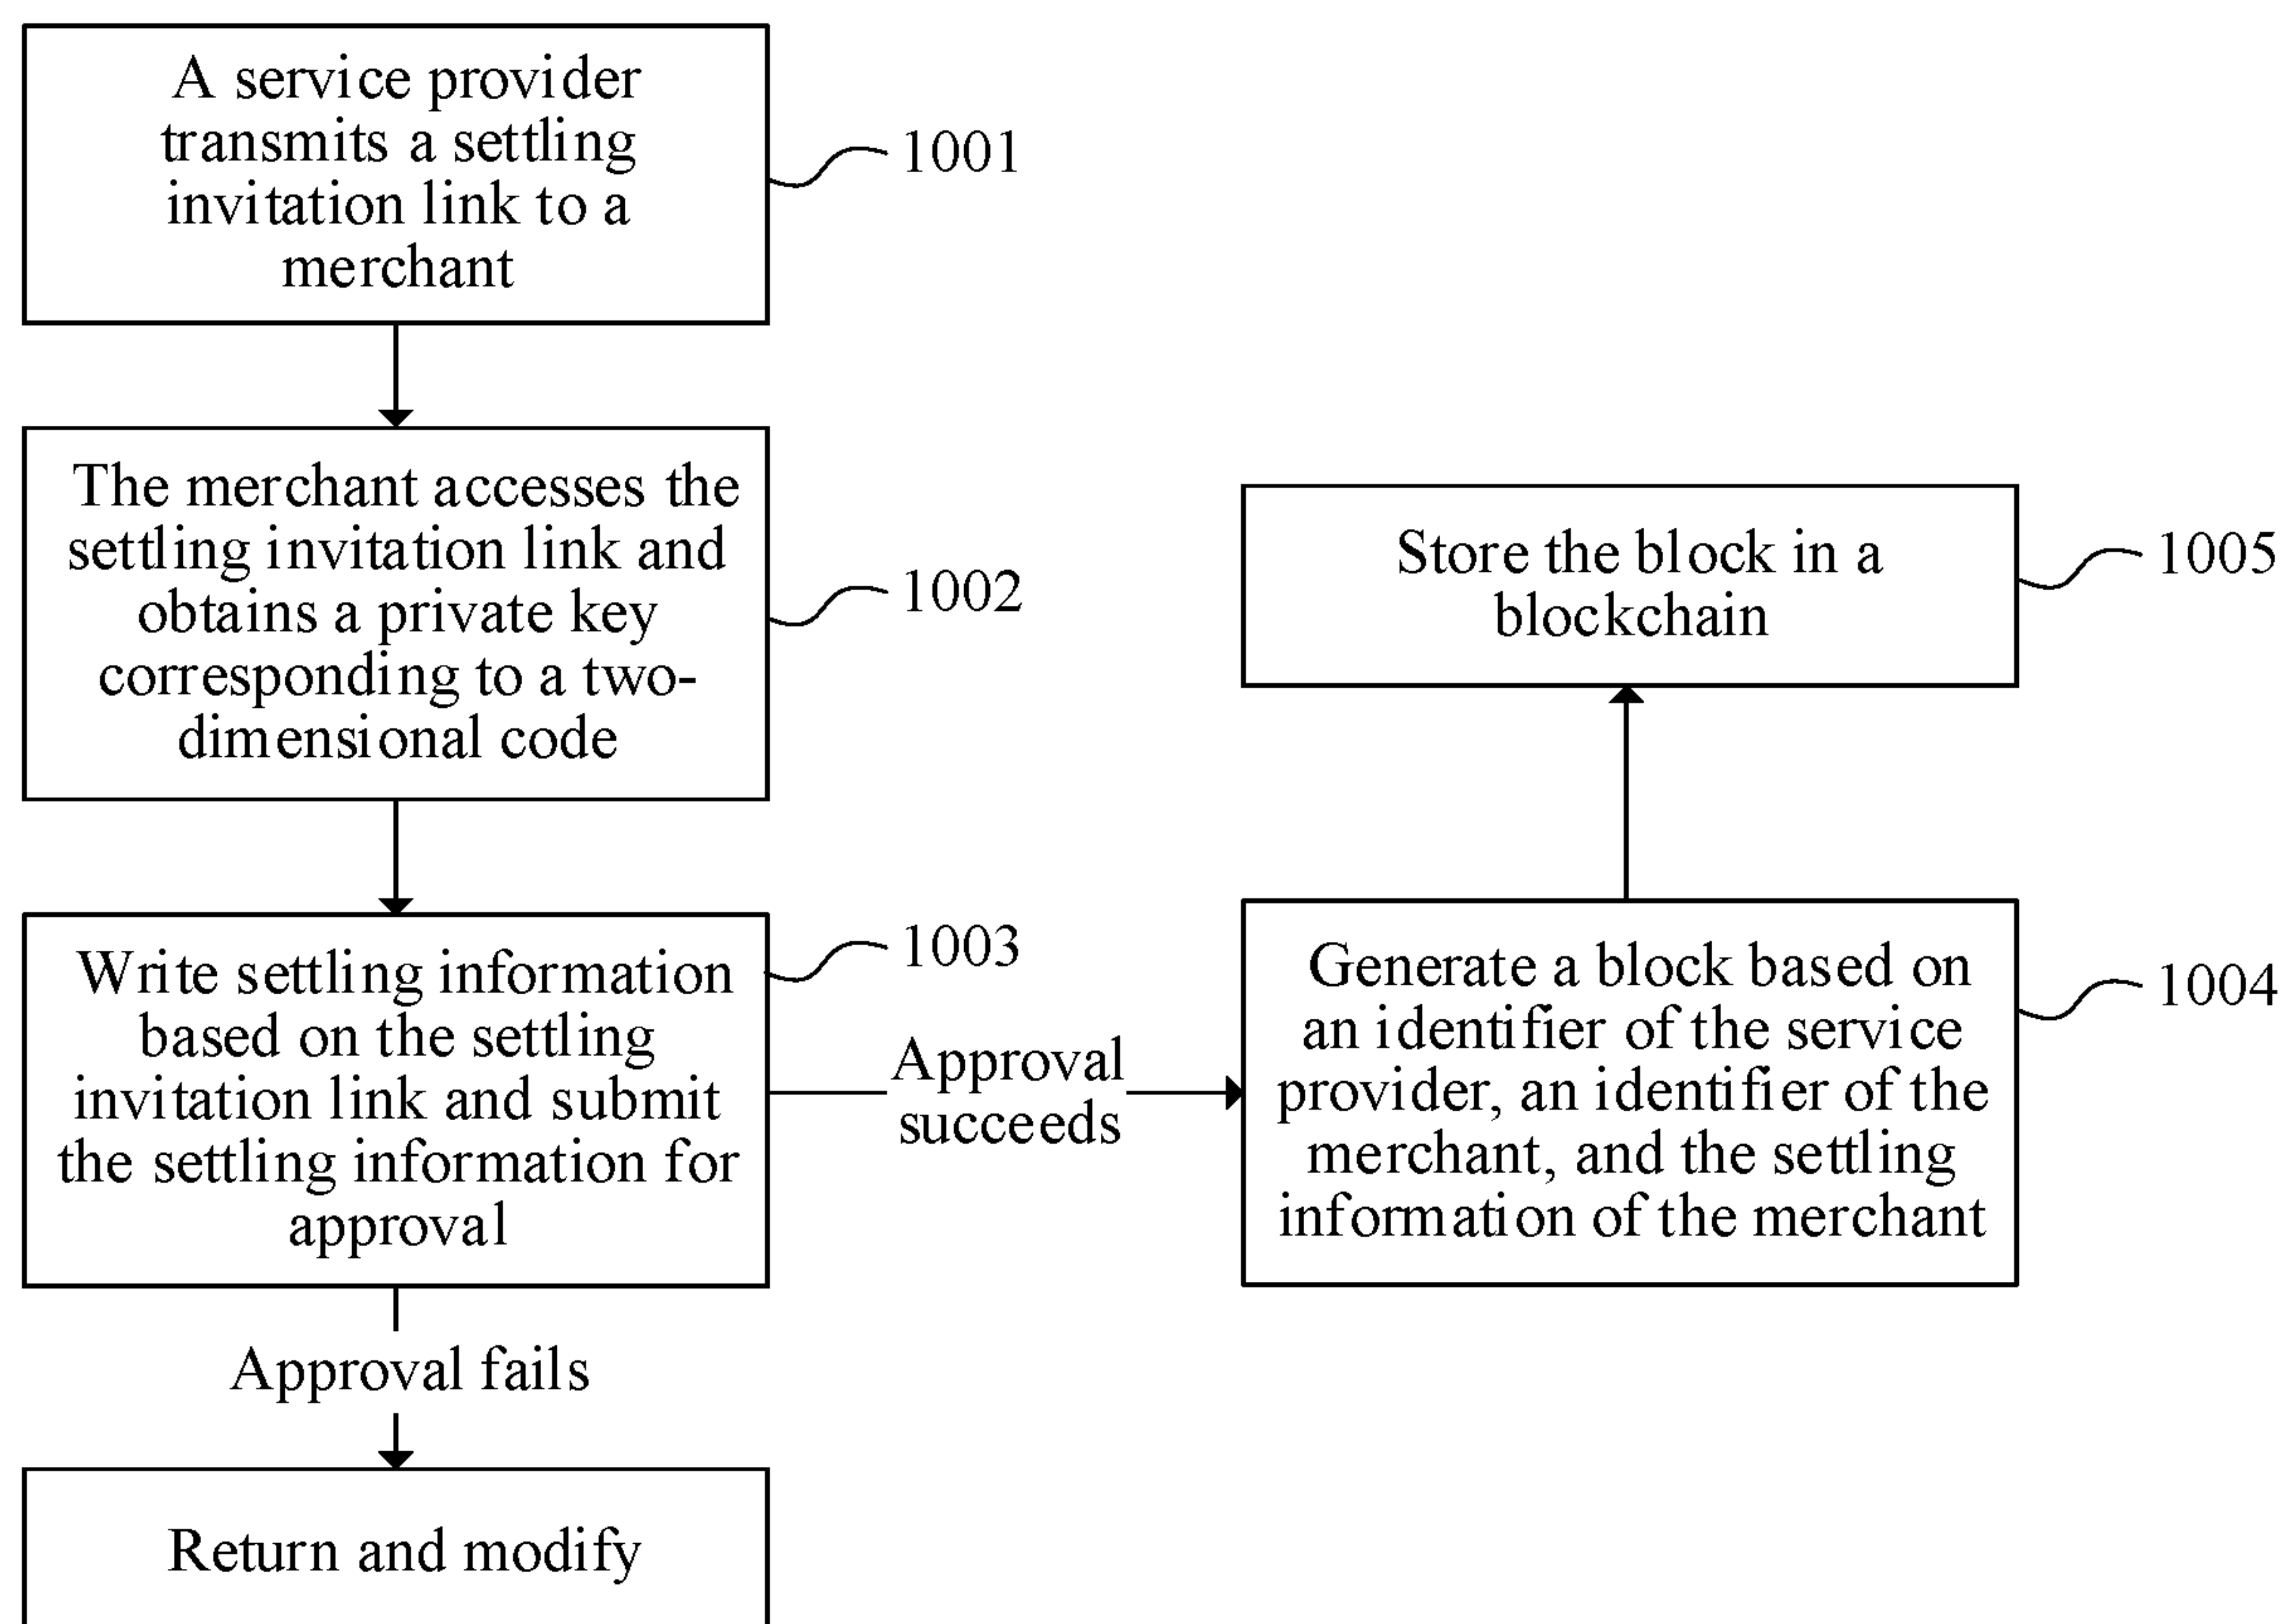 A service provider
transmits a settling
invitation link to a
merchant
1001
The merchant accesses the
settling invitation link and
obtains a private key
corresponding to a two-
dimensional code
1002
Write settling information
based on the settling
invitation link and submit
the settling information for
approval
1003
Approval
succeeds
Approval fails
Return and modify
Generate a block based on
an identifier of the service
provider, an identifier of the
merchant, and the settling
information of the merchant
1004
Store the block in a
blockchain
1005